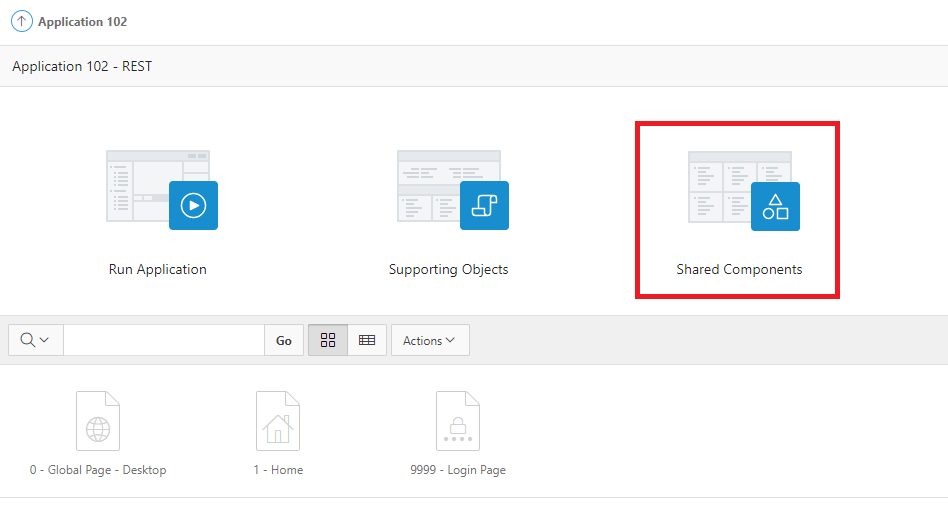 Application 102
Application 102 - REST
Run Application
Supporting Objects
Shared Components
Go
Actions
0 - Global Page - Desktop
1 - Home
9999 - Login Page